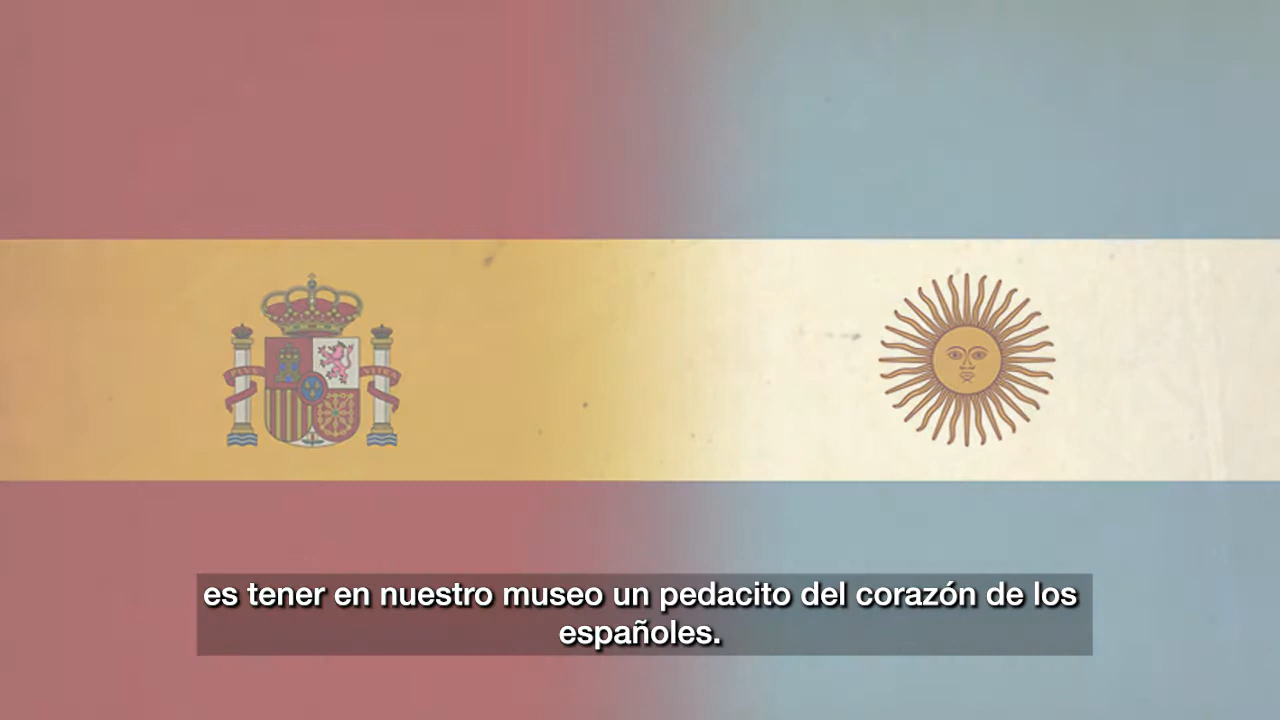 es tener en nuestro museo un pedacito del corazón de los
españoles.